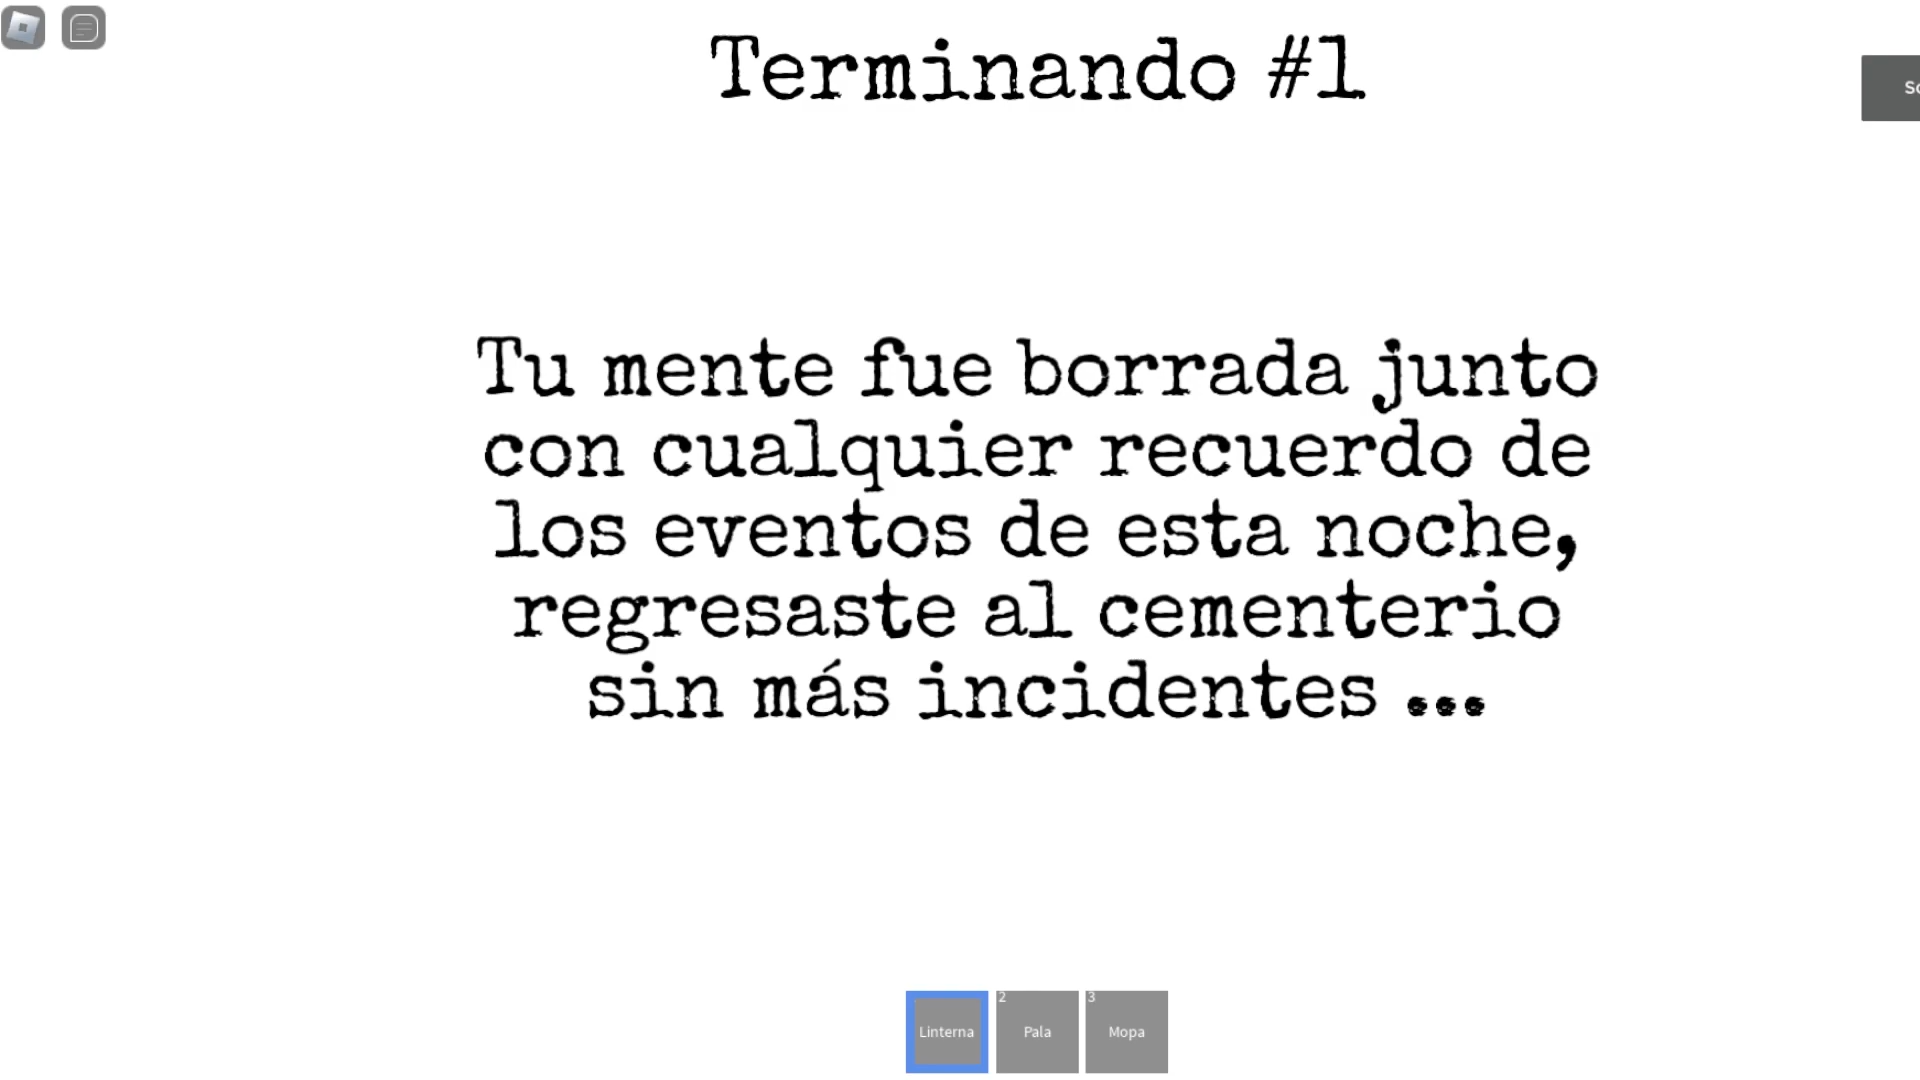 Terminando #1
Tu mente fue borrada junto
con cualquier recuerdo de
los eventos de esta noche,
regresaste al cementerio
sin más incidentes ...
Linterna
2
Pala
3
Mopa